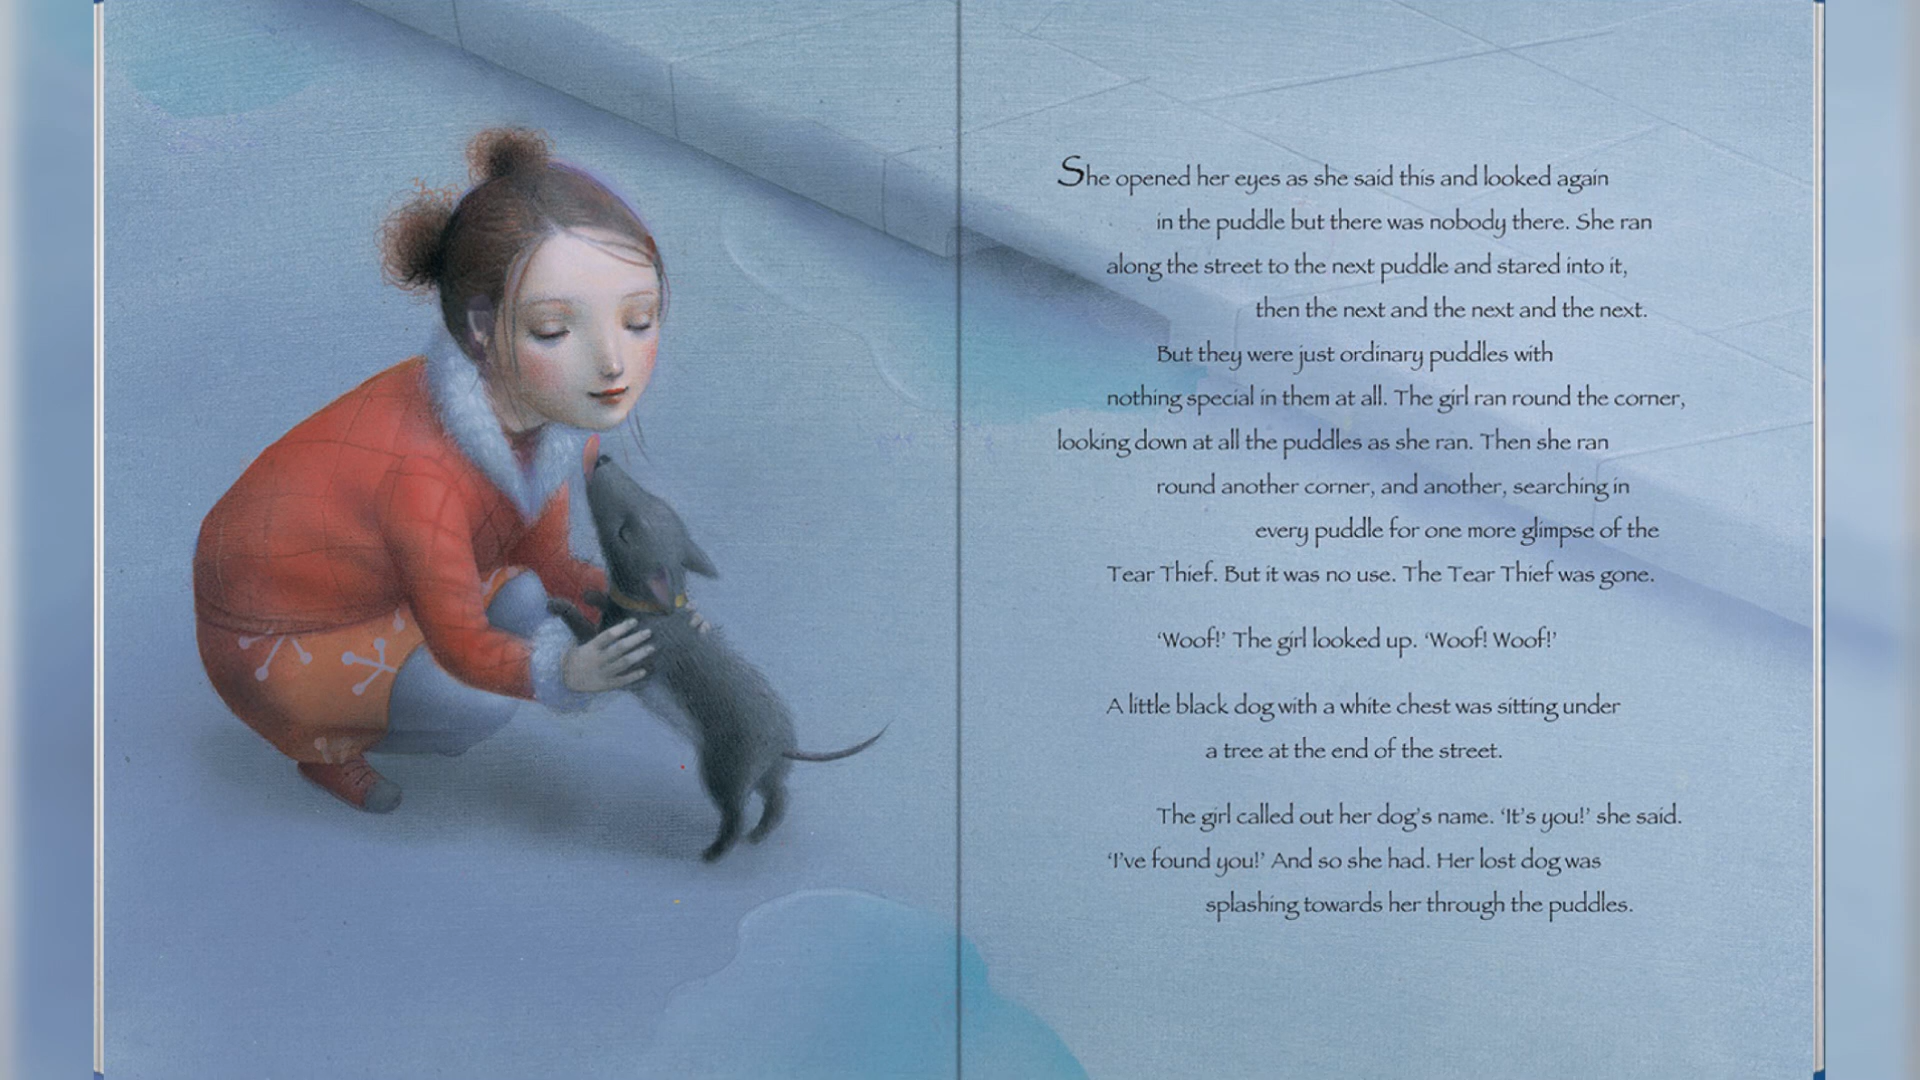 She opened her eyes as she said this and looked again
in the puddle but there was nobody there. She ran
along the street to the next puddle and stared into it,
then the next and the next and the next.
But they were just ordinary puddles with
nothing special in them at all. The girl ran round the corner,
looking down at all the puddles as she ran. Then she ran
round another corner, and another, searching in
every puddle for one more glimpse of the
Tear Thief. But it was no use. The Tear Thief was gone.
‘Woof!’ The girl looked up. ‘Woof! Woof!’
A little black dog with a white chest was sitting under
a tree at the end of the street.
The girl called out her dog’s name. ‘It’s you!’ she said.
‘I’ve found you!’ And so she had. Her lost dog was
splashing towards her through the puddles.